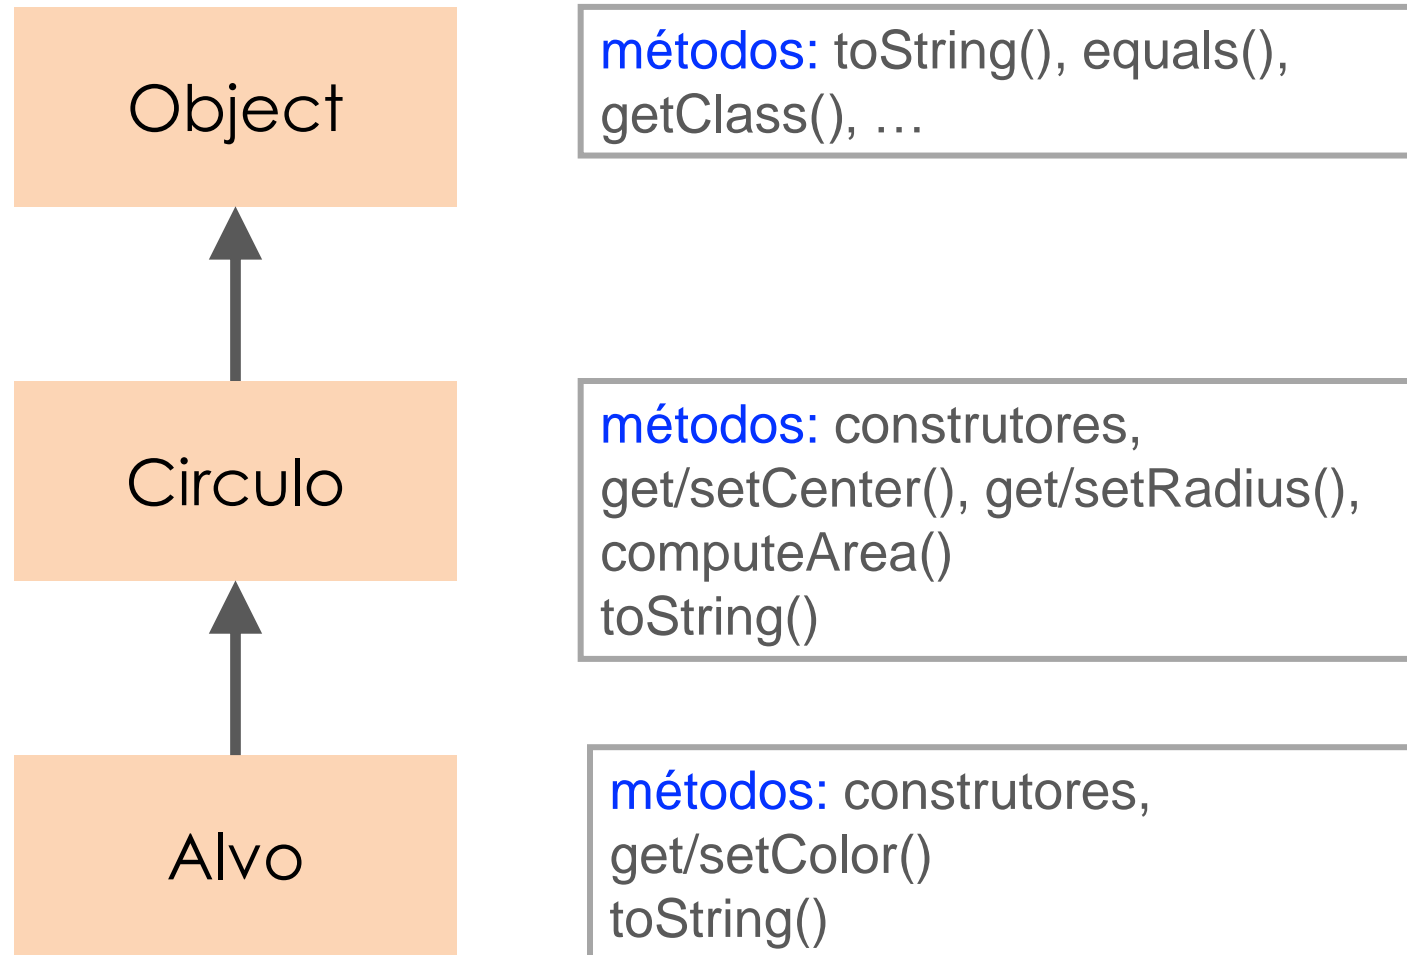 Object
métodos: toString(), equals(),
getClass(), …
Circulo
métodos: construtores,
get/setCenter(), get/setRadius(),
computeArea()
toString()
Alvo
métodos: construtores,
get/setColor()
toString()